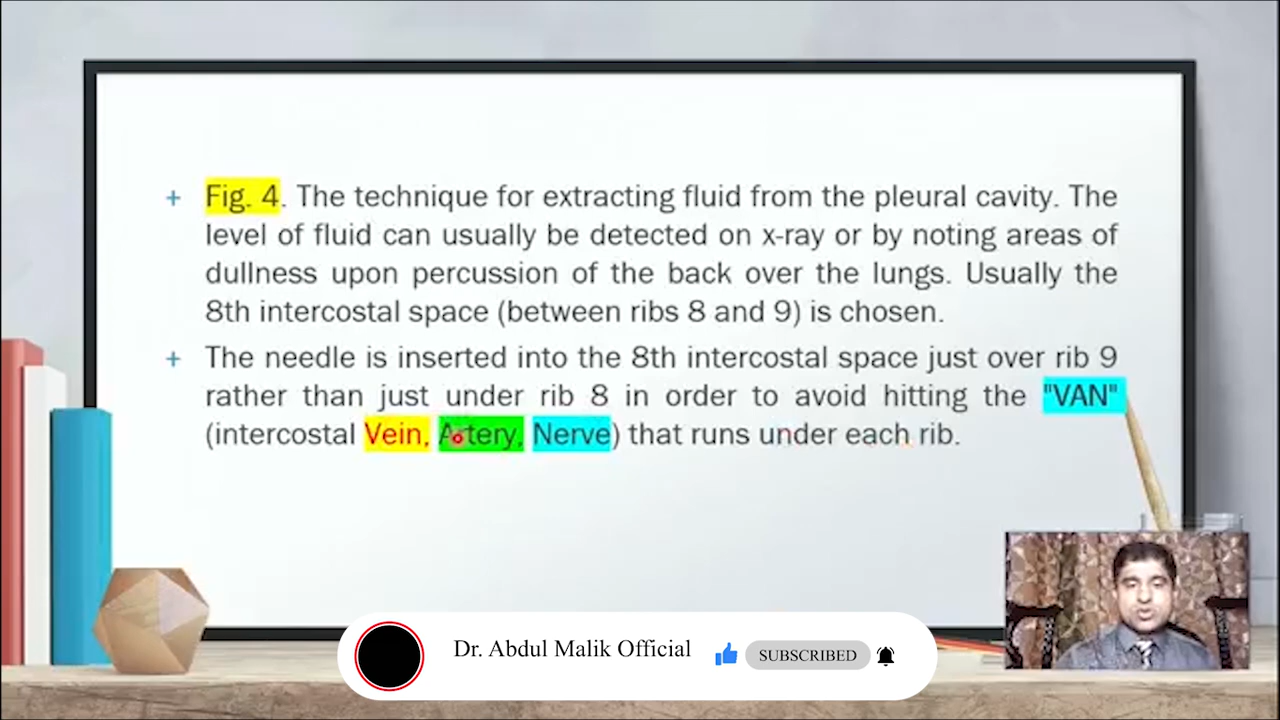 + Fig. 4. The technique for extracting fluid from the pleural cavity. The
level of fluid can usually be detected on x-ray or by noting areas of
dullness upon percussion of the back over the lungs. Usually the
8th intercostal space (between ribs 8 and 9) is chosen.
+ The needle is inserted into the 8th intercostal space just over rib 9
rather than just under rib 8 in order to avoid hitting the "VAN"
(intercostal Vein, Artery, Nerve) that runs under each rib.
Dr. Abdul Malik Official
SUBSCRIBED